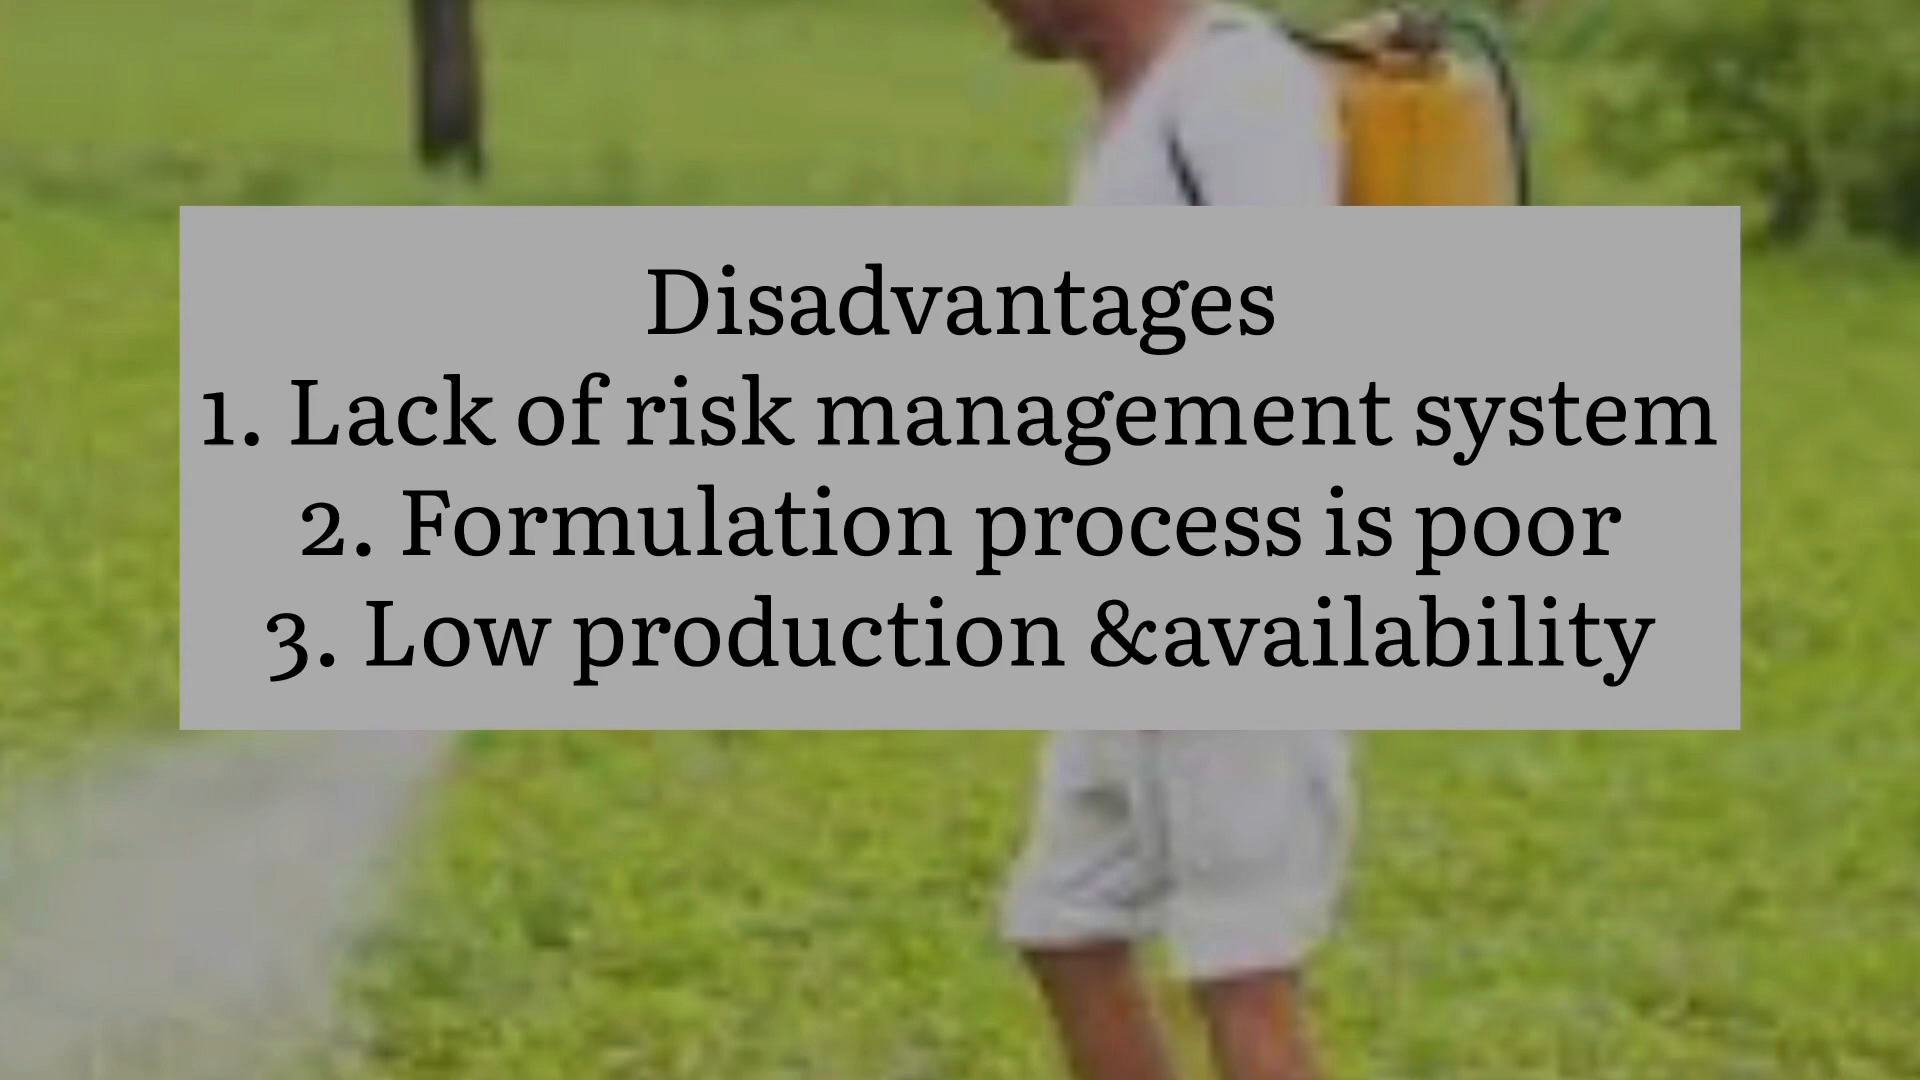 Disadvantages
1. Lack of risk management system
2. Formulation process is poor
3. Low production &availability